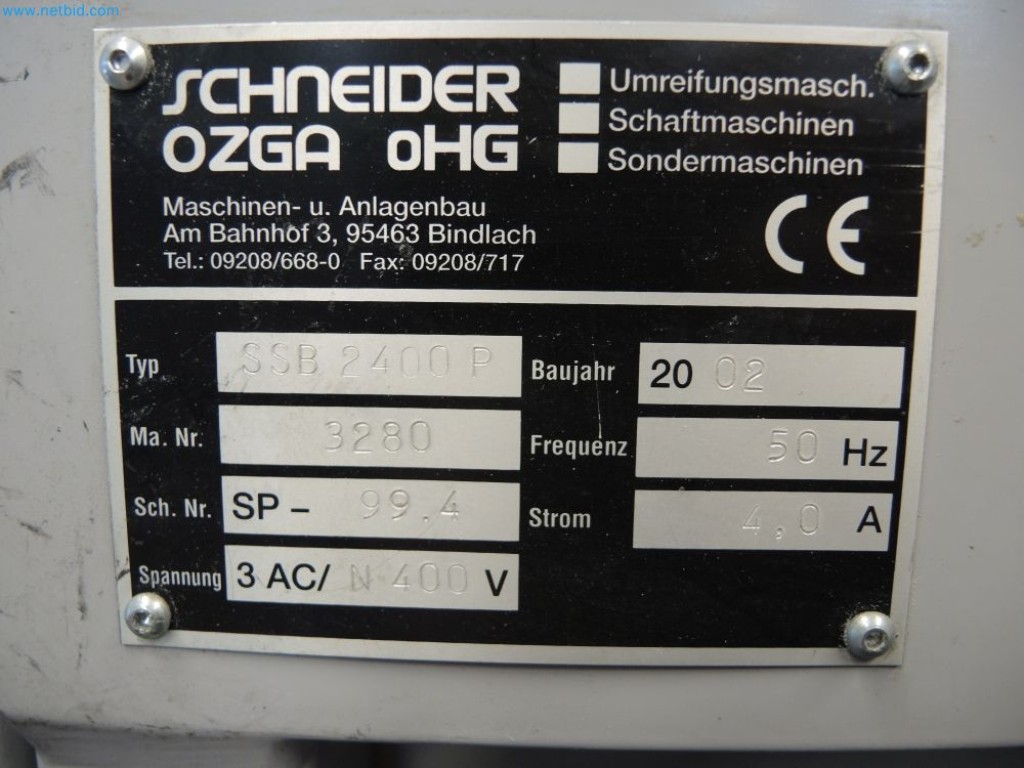 www.netbid.com
SCHNEIDER
OZGA oHG
Umreifungsmasch.
Schaftmaschinen
Sondermaschinen
Maschinen- u. Anlagenbau
Am Bahnhof 3, 95463 Bindlach
Tel.: 09208/668-0 Fax: 09208/717
CE
Typ SSB 2400 P
Ma. Nr. 3280
Sch. Nr. SP - 99.4
Spannung 3 AC/ N 400 V
Baujahr 20 02
Frequenz 50 Hz
Strom 4,0 A